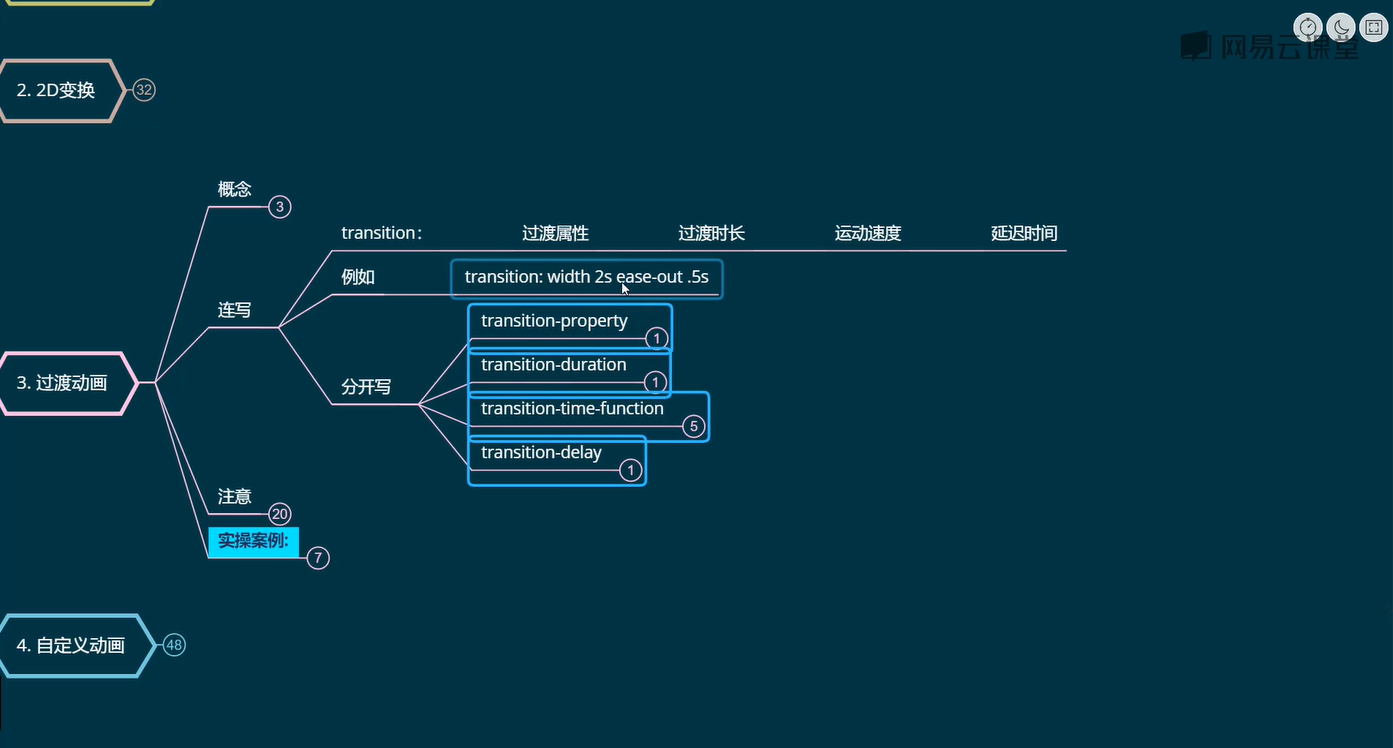 网易云课堂
2. 2D变换 32
概念 3
transition: 过渡属性 过渡时长 运动速度 延迟时间
例如 transition: width 2s ease-out .5s
连写
transition-property 1
transition-duration 1
3. 过渡动画
分开写
transition-time-function 5
transition-delay 1
注意 20
实操案例: 7
4. 自定义动画 48